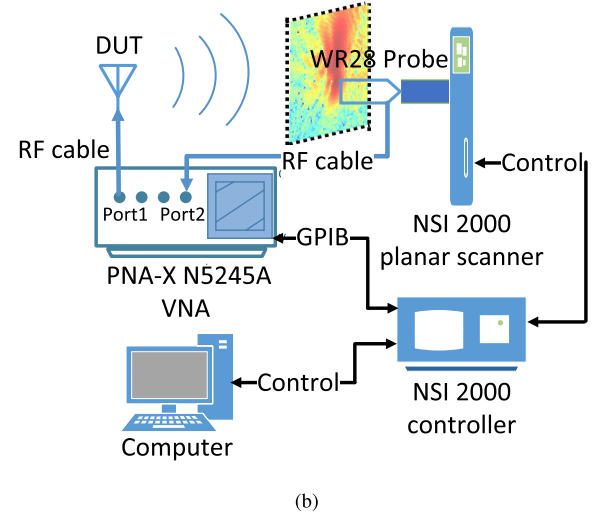 DUT
WR28 Probe
RF cable
RF cable
Control
Port1
Port2
NSI 2000
planar scanner
GPIB
PNA-X N5245A
VNA
Control
NSI 2000
controller
Computer
(b)